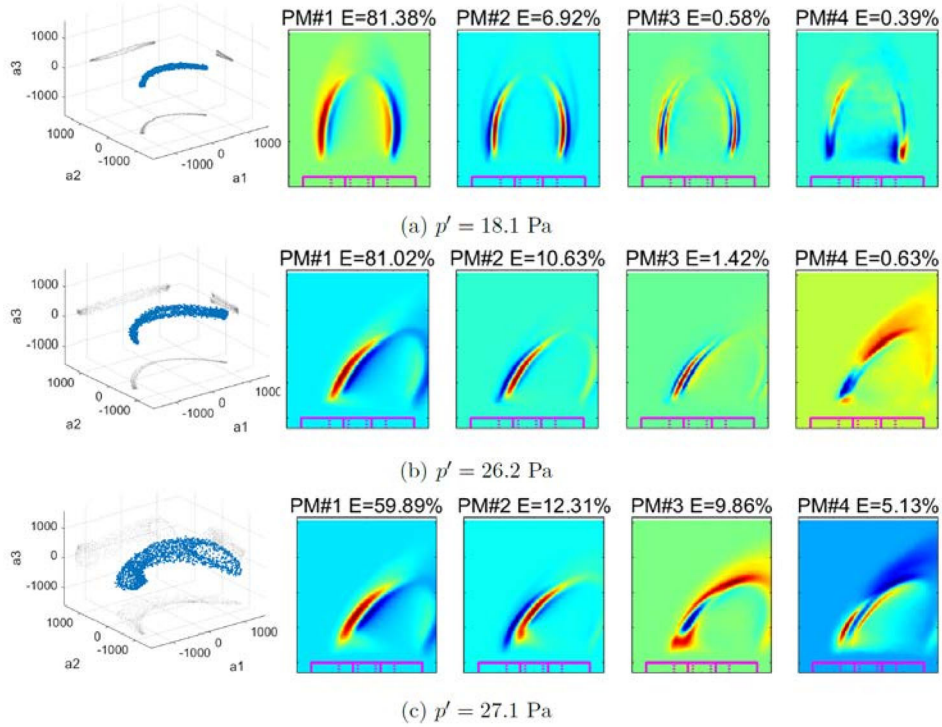 PM#1 E=81.38% PM#2 E=6.92% PM#3 E=0.58% PM#4 E=0.39%
1000
0
-1000
a3
1000
0
-1000
a2
-1000
0
1000
a1
(a) p′ = 18.1 Pa
PM#1 E=81.02% PM#2 E=10.63% PM#3 E=1.42% PM#4 E=0.63%
1000
0
-1000
a3
1000
0
-1000
a2
-1000
0
1000
a1
(b) p′ = 26.2 Pa
PM#1 E=59.89% PM#2 E=12.31% PM#3 E=9.86% PM#4 E=5.13%
1000
0
-1000
a3
1000
0
-1000
a2
-1000
0
1000
a1
(c) p′ = 27.1 Pa